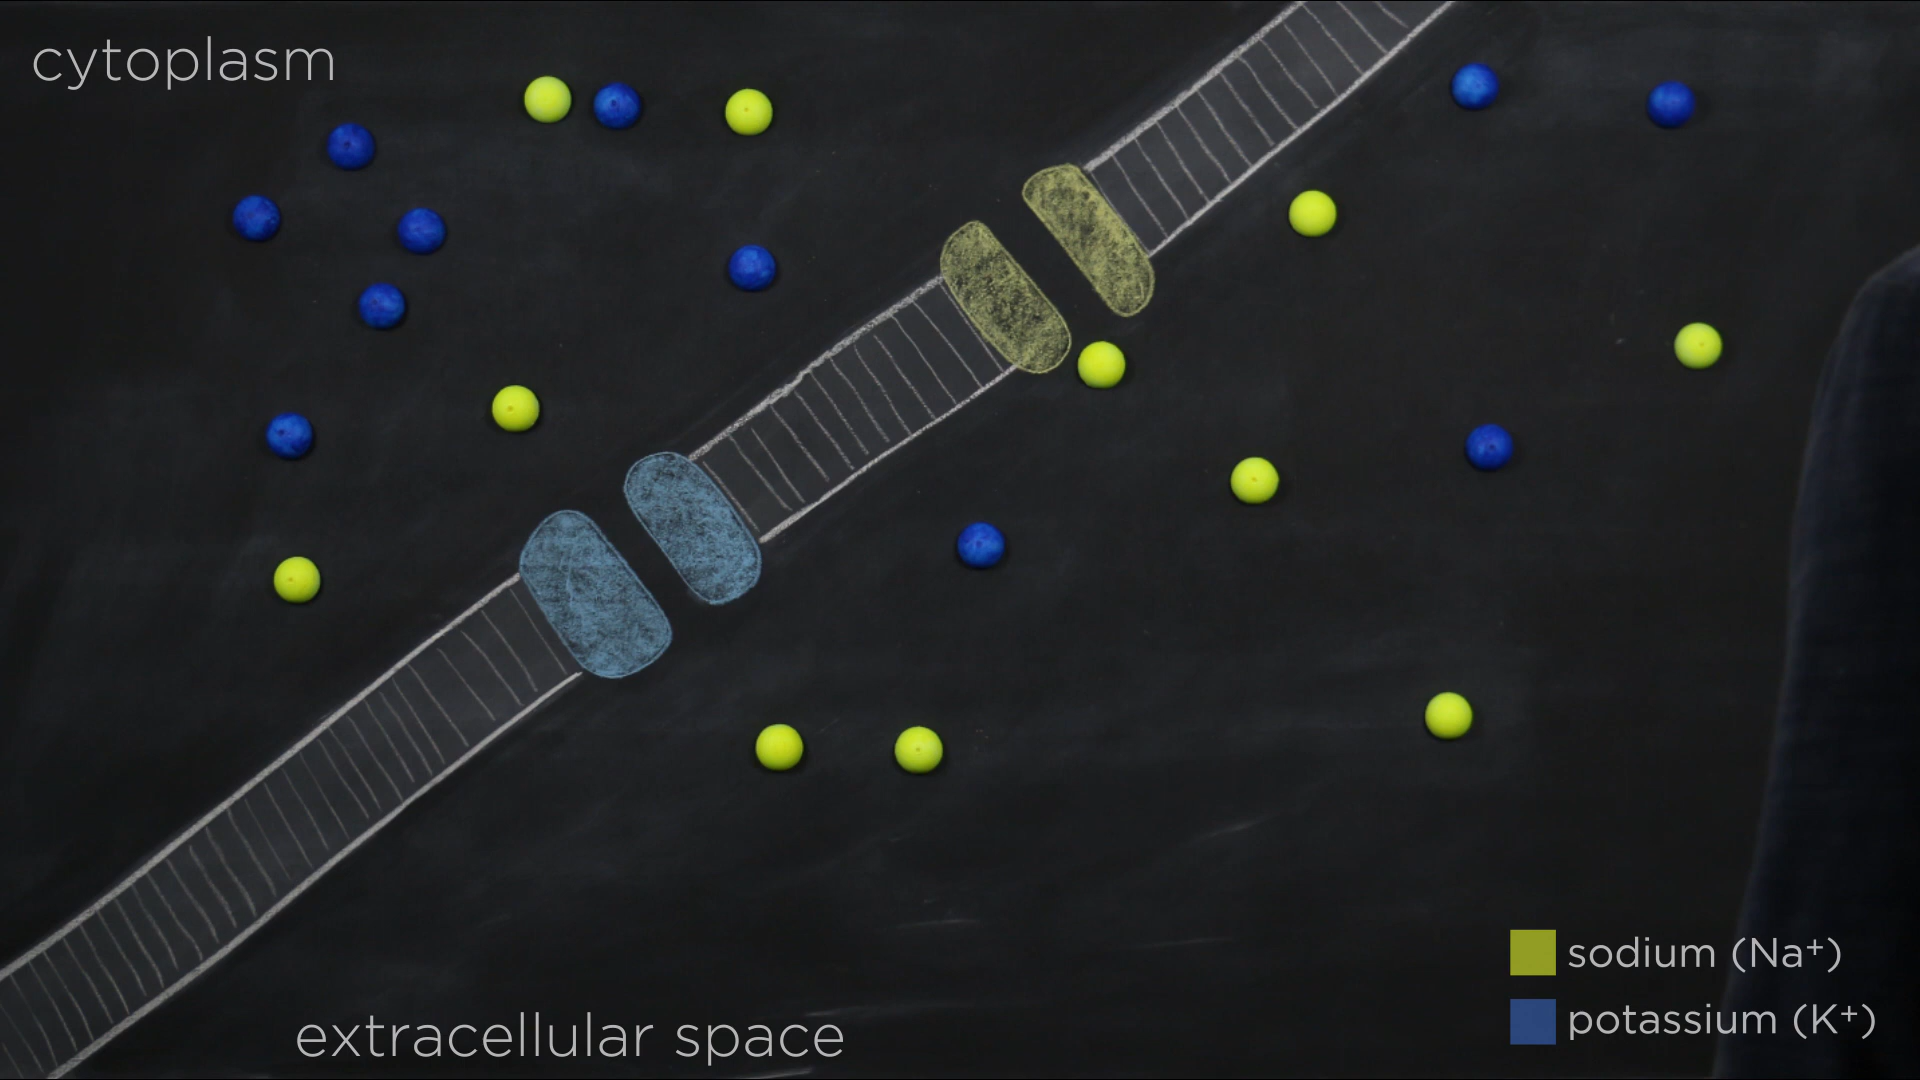 cytoplasm
extracellular space
sodium (Na⁺)
potassium (K⁺)